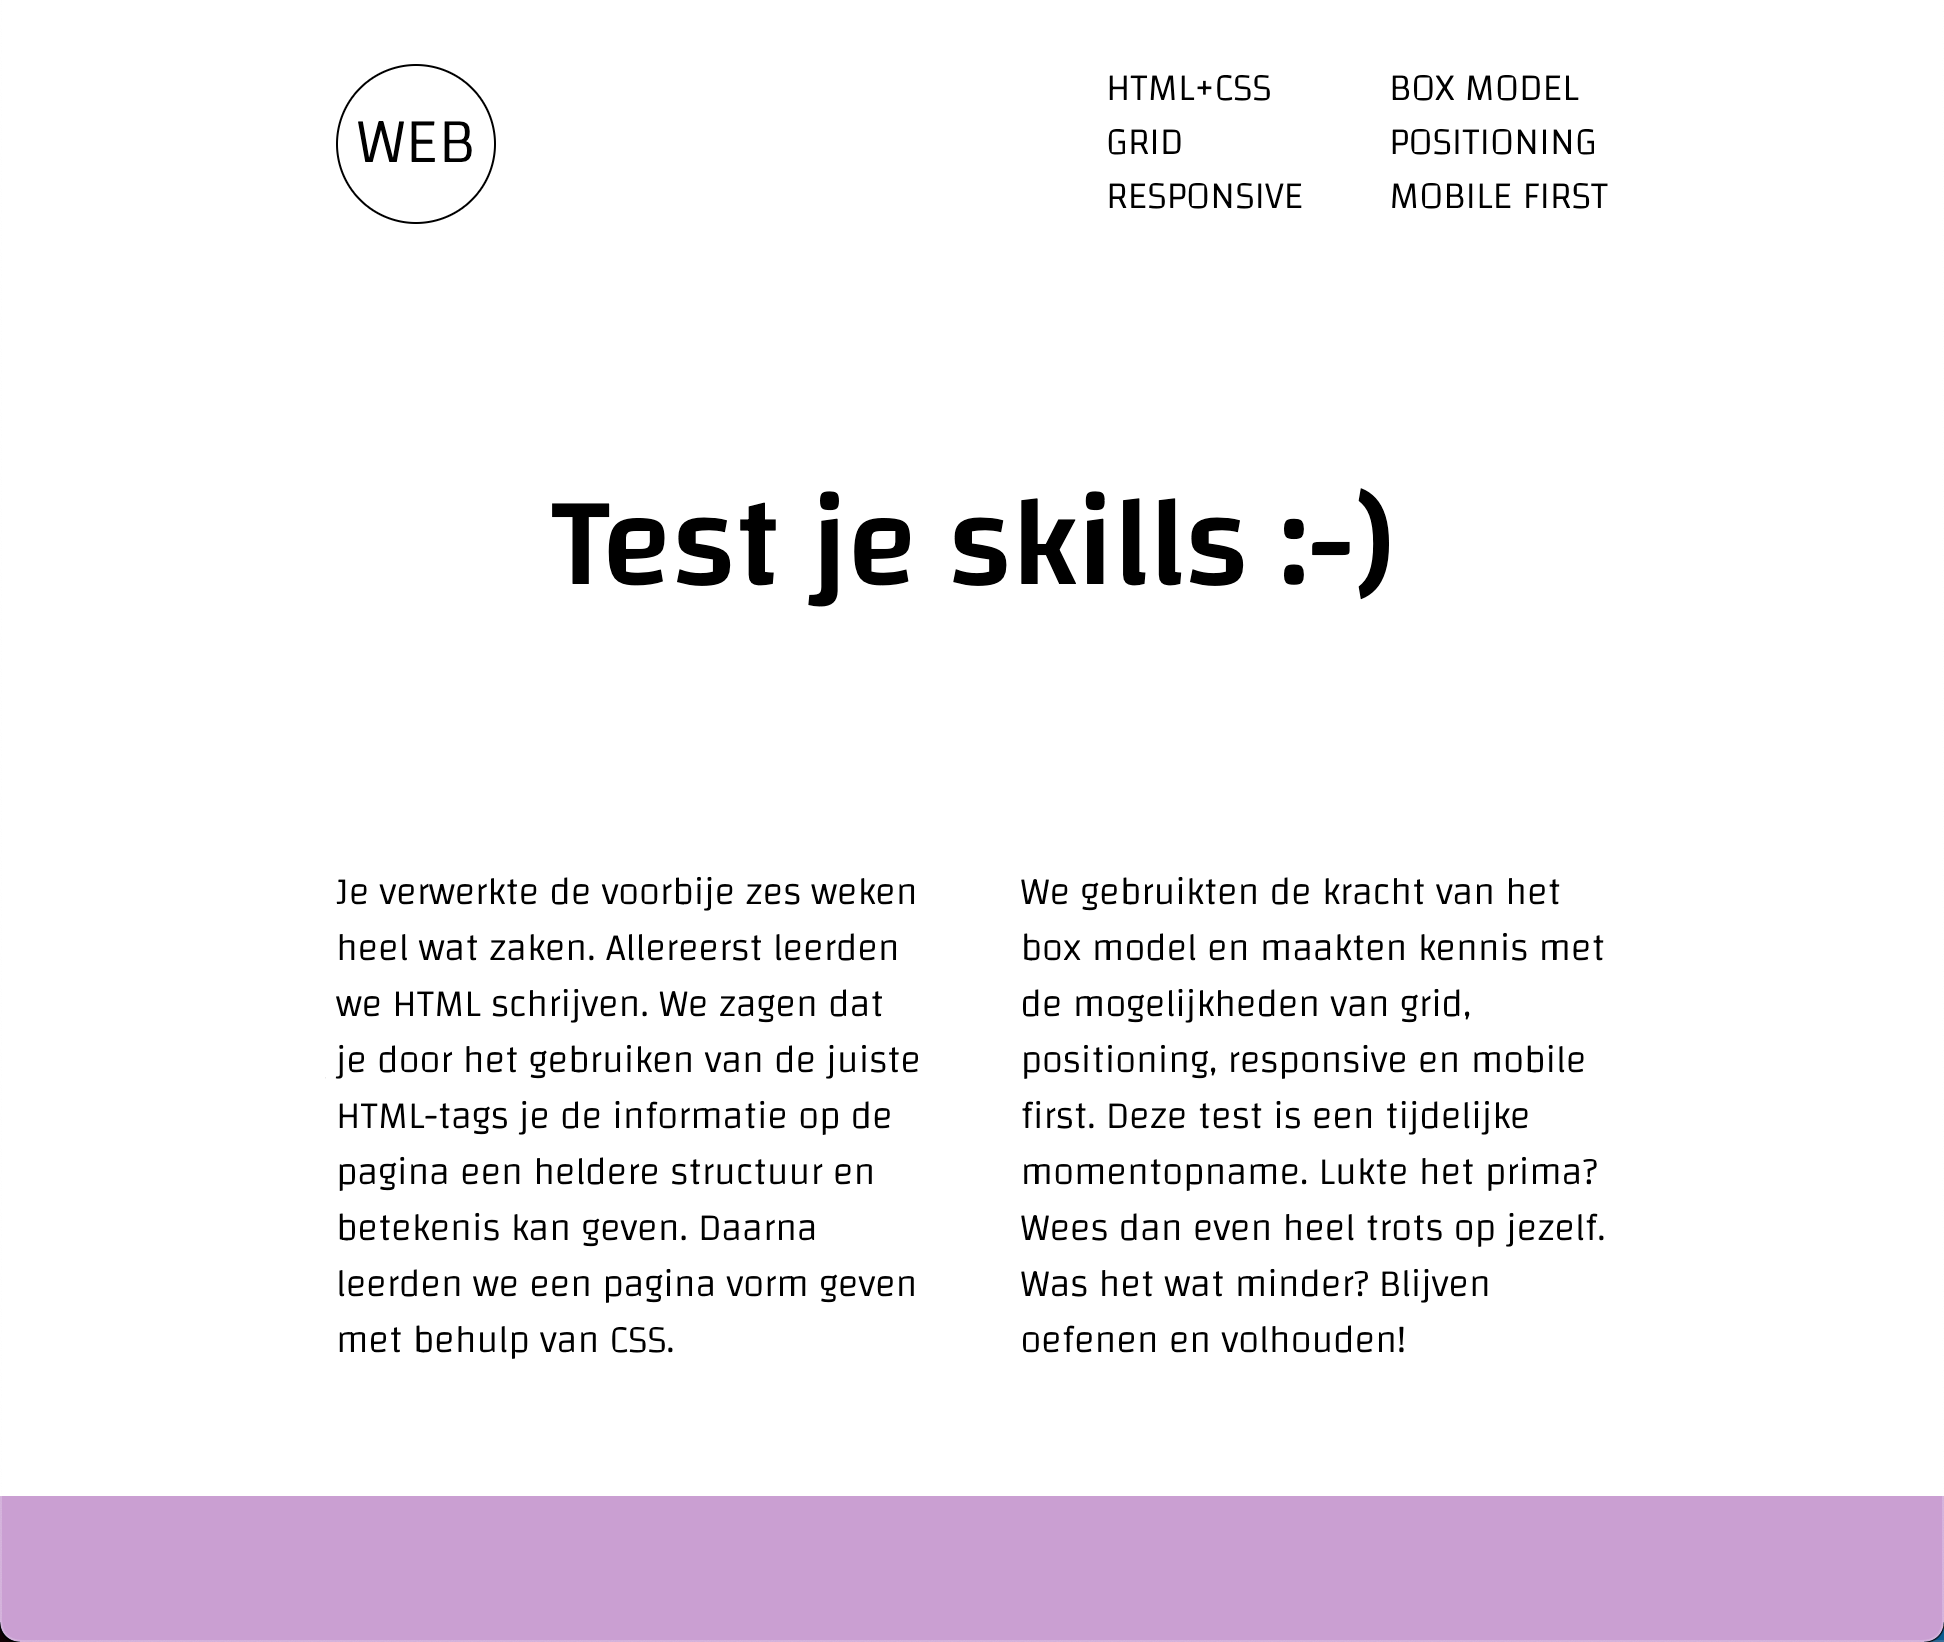 WEB
HTML+CSS
GRID
RESPONSIVE
BOX MODEL
POSITIONING
MOBILE FIRST
Test je skills :-)
Je verwerkte de voorbije zes weken
heel wat zaken. Allereerst leerden
we HTML schrijven. We zagen dat
je door het gebruiken van de juiste
HTML-tags je de informatie op de
pagina een heldere structuur en
betekenis kan geven. Daarna
leerden we een pagina vorm geven
met behulp van CSS.
We gebruikten de kracht van het
box model en maakten kennis met
de mogelijkheden van grid,
positioning, responsive en mobile
first. Deze test is een tijdelijke
momentopname. Lukte het prima?
Wees dan even heel trots op jezelf.
Was het wat minder? Blijven
oefenen en volhouden!